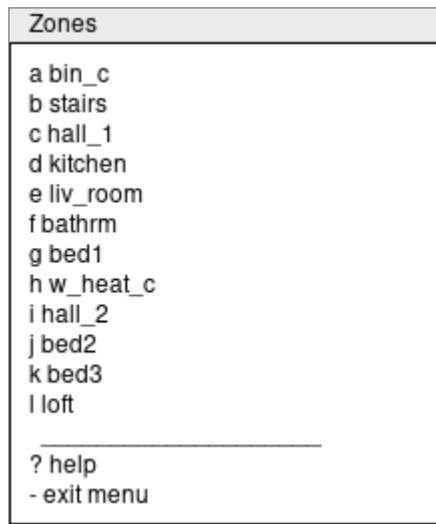 Zones
a bin_c
b stairs
c hall_1
d kitchen
e liv_room
f bathrm
g bed1
h w_heat_c
i hall_2
j bed2
k bed3
l loft
? help
- exit menu